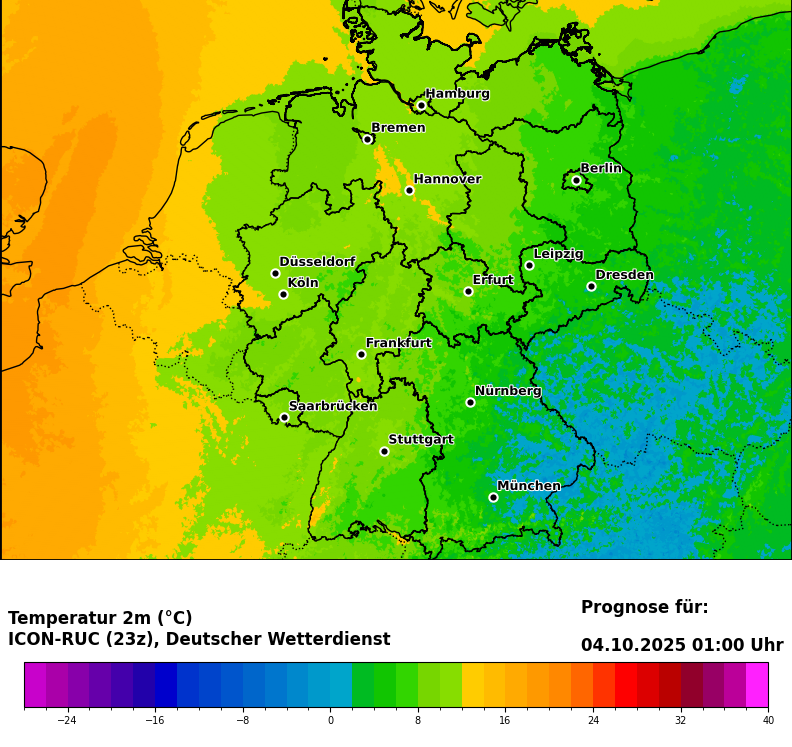 Hamburg
Bremen
Berlin
Hannover
Leipzig
Düsseldorf
Dresden
Köln
Erfurt
Frankfurt
Nürnberg
Saarbrücken
Stuttgart
München
Prognose für:
Temperatur 2m (°C)
ICON-RUC (23z), Deutscher Wetterdienst
04.10.2025 01:00 Uhr
−24 −16 −8 0 8 16 24 32 40